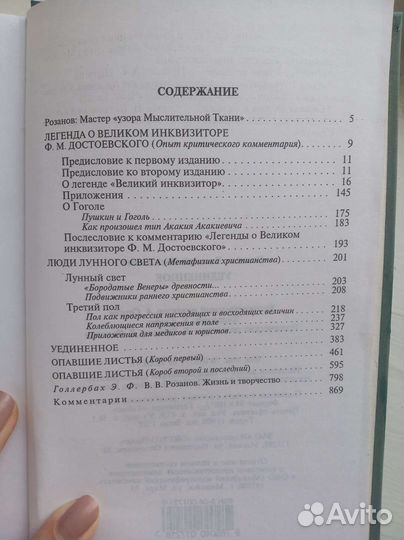 СОДЕРЖАНИЕ
Розанов: Мастер «узора Мыслительной Ткани» 5
ЛЕГЕНДА О ВЕЛИКОМ ИНКВИЗИТОРЕ
Ф. М. ДОСТОЕВСКОГО (Опыт критического комментария) 9
Предисловие к первому изданию 11
Предисловие ко второму изданию 11
О легенде «Великий инквизитор» 16
Приложения 145
О Гоголе
Пушкин и Гоголь 175
Как произошел тип Акакия Акакиевича 183
Послесловие к комментарию «Легенды о Великом
инквизиторе Ф. М. Достоевского» 193
ЛЮДИ ЛУННОГО СВЕТА (Метафизика христианства) 201
Лунный свет
«Бородатые Венеры» древности... 203
Подвижники раннего христианства 208
Третий пол
Пол как прогрессия нисходящих и восходящих величин 218
Колеблющиеся напряжения в поле 237
Приложения для медиков и юристов 327
УЕДИНЕННОЕ 383
ОПАВШИЕ ЛИСТЬЯ (Короб первый) 461
ОПАВШИЕ ЛИСТЬЯ (Короб второй и последний) 595
Голлербах Э. Ф. В. В. Розанов. Жизнь и творчество 798
Комментарии 869
Avito